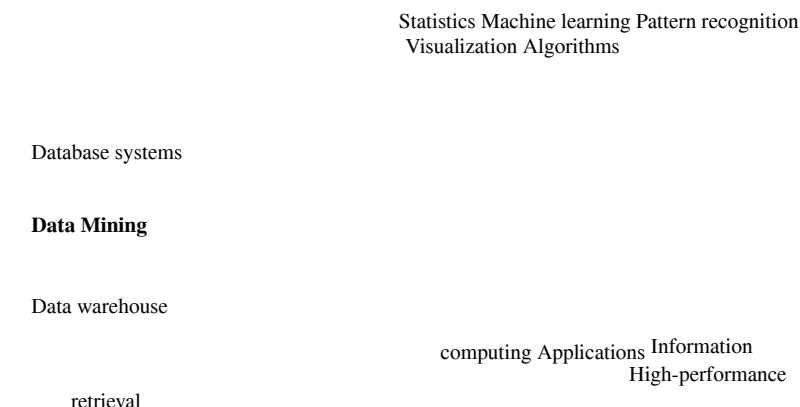 Statistics Machine learning Pattern recognition
Visualization Algorithms
Database systems
Data Mining
Data warehouse
computing Applications Information
High-performance
retrieval